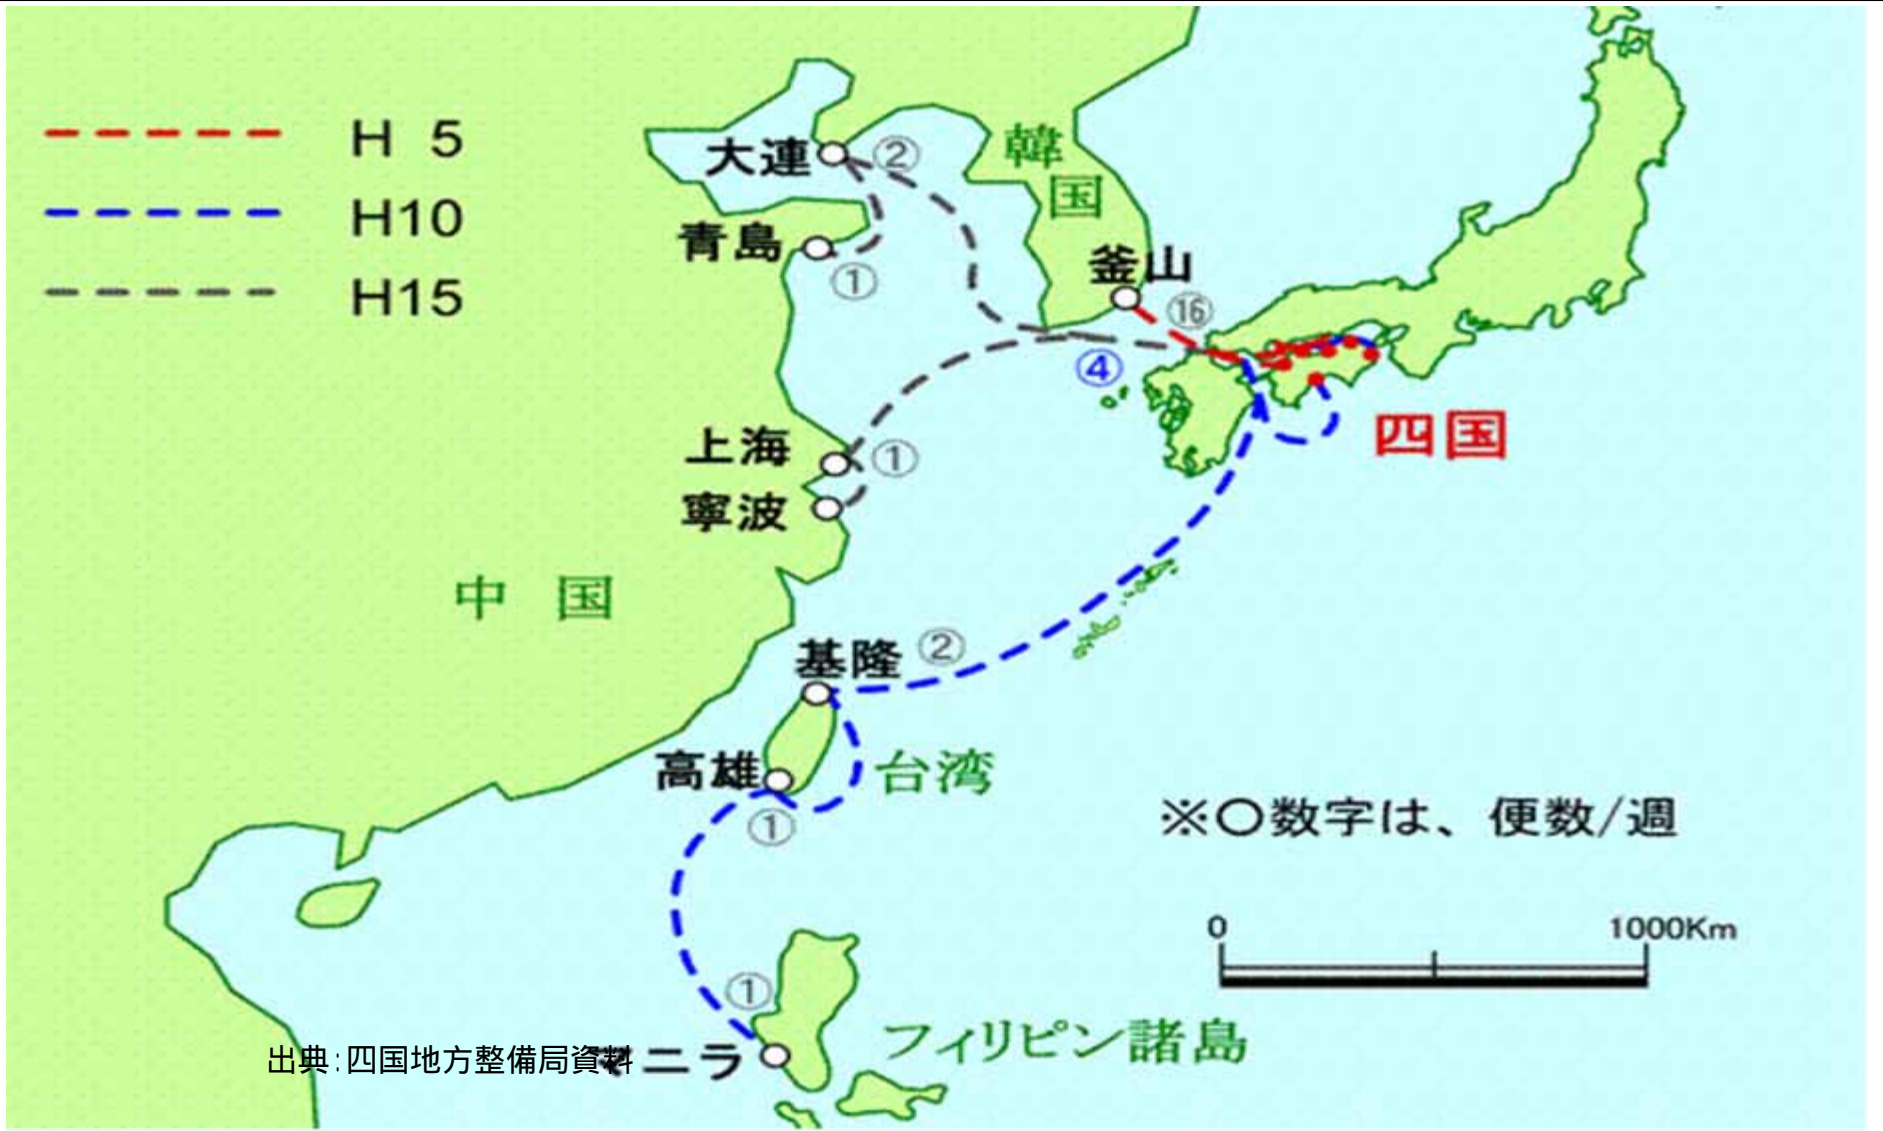 H 5
H10
H15
大連
②
韓国
青島
①
釜山
⑯
④
四国
上海
①
寧波
中 国
基隆
②
高雄
台湾
①
※○数字は、便数/週
0
1000Km
①
フィリピン諸島
マニラ
出典:四国地方整備局資料